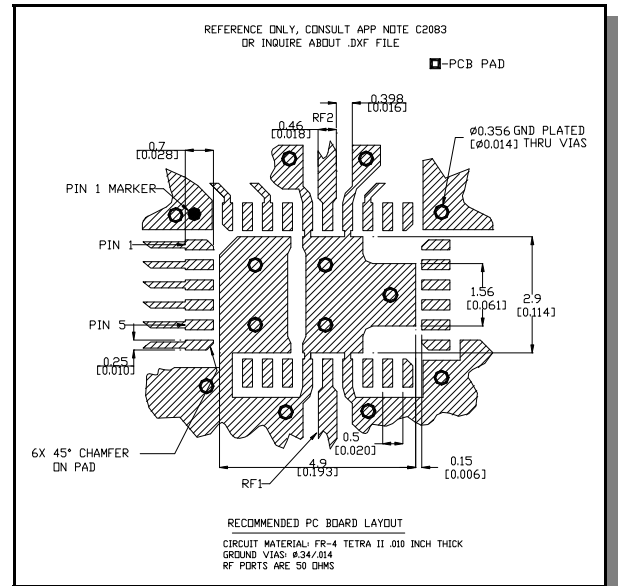 REFERENCE ONLY, CONSULT APP NOTE C2083
OR INQUIRE ABOUT .DXF FILE
-PCB PAD
0.398
[0.016]
RF2
0.46
[0.018]
0.7
[0.028]
Ø0.356 GND PLATED
[Ø0.014] THRU VIAS
PIN 1 MARKER
PIN 1
1.56
[0.061]
2.9
[0.114]
PIN 5
0.25
[0.010]
6X 45° CHAMFER
ON PAD
0.5
[0.020]
4.9
[0.193]
0.15
[0.006]
RF1
RECOMMENDED PC BOARD LAYOUT
CIRCUIT MATERIAL: FR-4 TETRA II .010 INCH THICK
GROUND VIAS: Ø.34/.014
RF PORTS ARE 50 OHMS